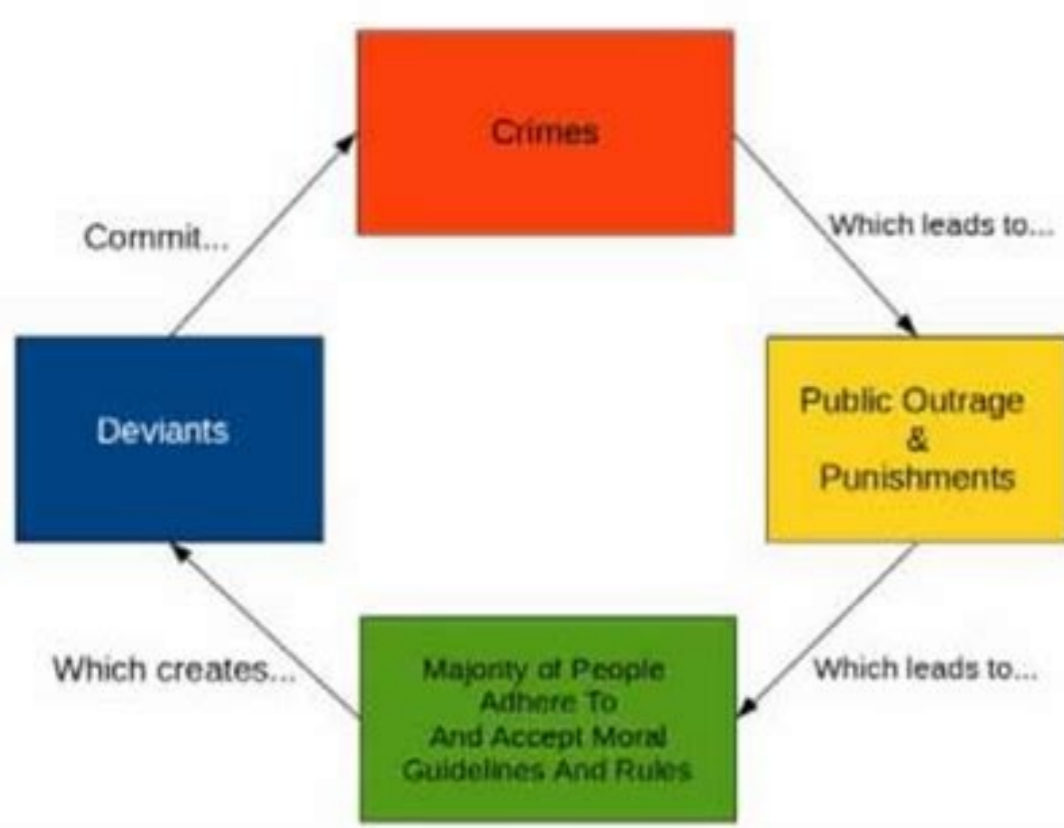 Crimes
Commit...
Which leads to...
Deviants
Public Outrage
&
Punishments
Which creates...
Majority of People
Adhere To
And Accept Moral
Guidelines And Rules
Which leads to...